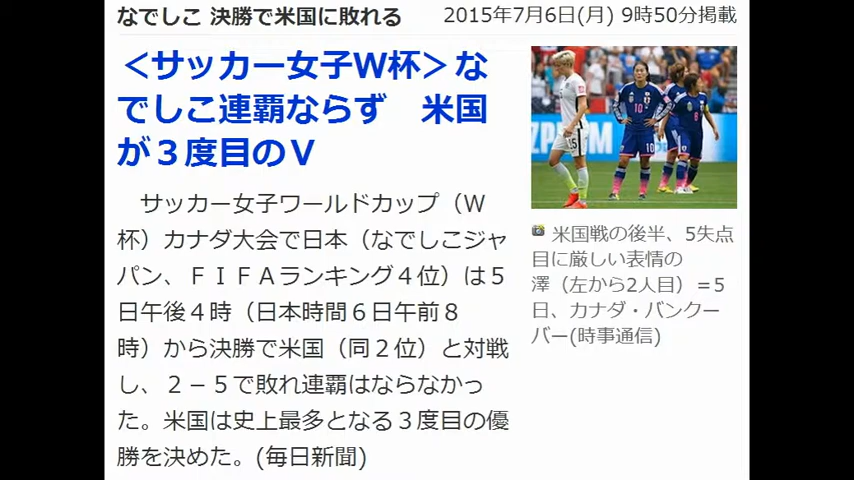 なでしこ 決勝で米国に敗れる
2015年7月6日(月) 9時50分掲載
＜サッカー女子Ｗ杯＞な
でしこ連覇ならず　米国
が３度目のＶ
サッカー女子ワールドカップ（Ｗ
杯）カナダ大会で日本（なでしこジャ
パン、ＦＩＦＡランキング４位）は５
日午後４時（日本時間６日午前８
時）から決勝で米国（同２位）と対戦
し、２－５で敗れ連覇はならなかっ
た。米国は史上最多となる３度目の優
勝を決めた。(毎日新聞)
米国戦の後半、5失点
目に厳しい表情の
澤（左から2人目）＝5
日、カナダ・バンクー
バー(時事通信)
10
10
8
15